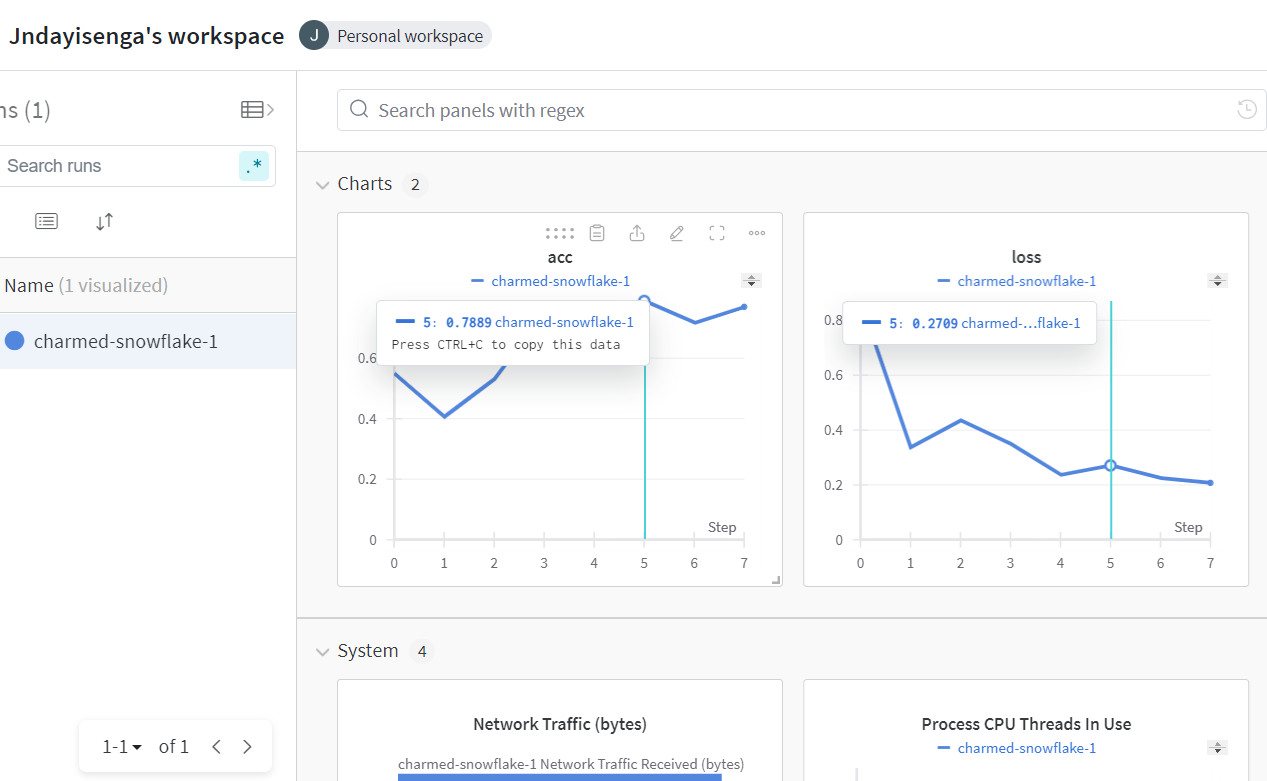 Jndayisenga's workspace J Personal workspace
ns (1)
Search panels with regex
Search runs .*
Charts 2
Name (1 visualized)
charmed-snowflake-1
acc
charmed-snowflake-1
5: 0.7889 charmed-snowflake-1
Press CTRL+C to copy this data
0.6
0.4
0.2
0
Step
0 1 2 3 4 5 6 7
loss
charmed-snowflake-1
5: 0.2709 charmed-...flake-1
0.8
0.6
0.4
0.2
0
Step
0 1 2 3 4 5 6 7
System 4
Network Traffic (bytes)
charmed-snowflake-1 Network Traffic Received (bytes)
Process CPU Threads In Use
charmed-snowflake-1
1-1 of 1